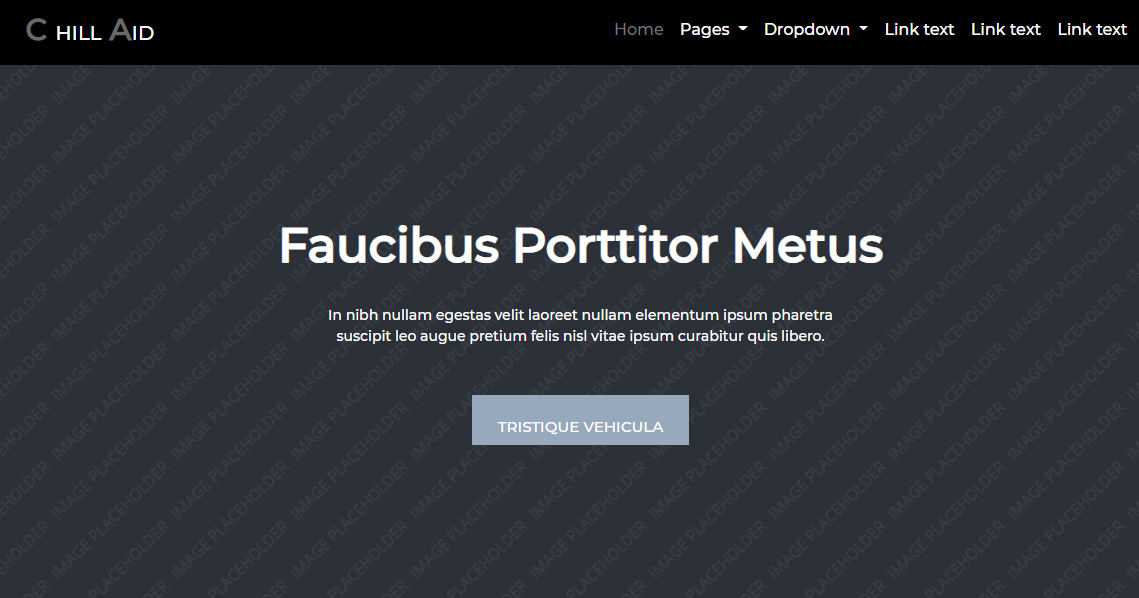 C HILL AID
Home Pages Dropdown Link text Link text Link text
IMAGE PLACEHOLDER
Faucibus Porttitor Metus
In nibh nullam egestas velit laoreet nullam elementum ipsum pharetra
suscipit leo augue pretium felis nisl vitae ipsum curabitur quis libero.
TRISTIQUE VEHICULA